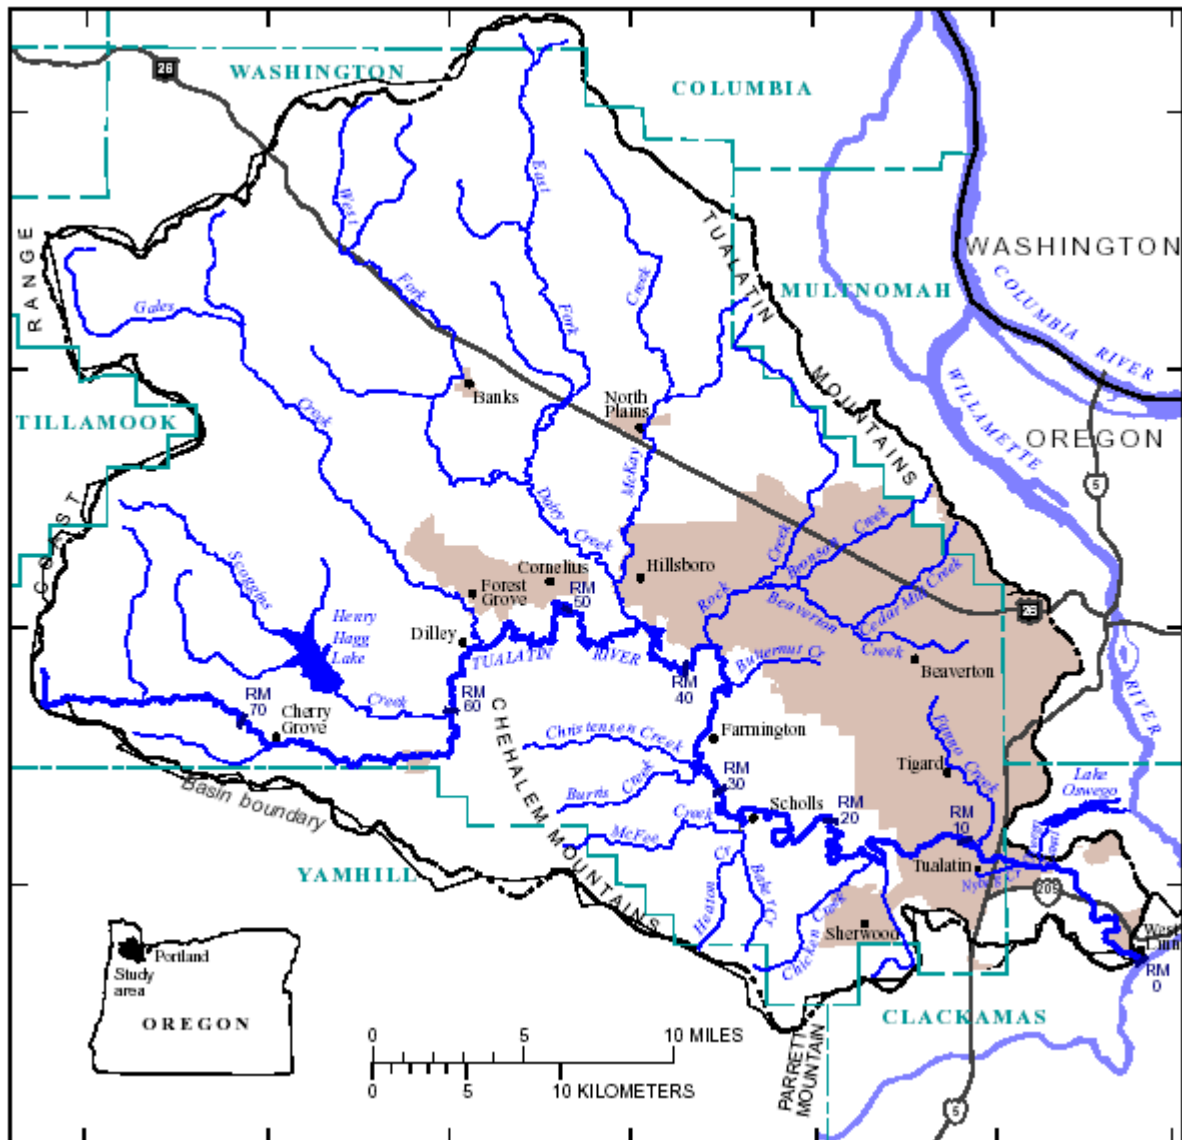 26
WASHINGTON
COLUMBIA
TUALATIN
MOUNTAINS
WASHINGTON
COLUMBIA RIVER
MULTNOMAH
OREGON
WILLAMETTE
RIVER
5
COAST
RANGE
TILLAMOOK
Gales
Creek
West
Fork
East
Fork
Creek
McKay
Banks
North
Plains
Dairy
Creek
Scoggins
Henry
Hagg
Lake
Creek
Cornelius
Forest
Grove
RM
50
Hillsboro
Dilley
TUALATIN
RIVER
Rock
Creek
Bronson
Creek
Beaverton
Creek
Cedar Mill Creek
26
Butternut Cr
Beaverton
RM
40
RM
60
RM
70
Cherry
Grove
CHEHALEM MOUNTAINS
Christensen Creek
Farmington
Burris
Creek
RM
30
Fanno
Creek
Tigard
Lake
Oswego
Basin boundary
McFee
Creek
Scholls
RM
20
RM
10
Tualatin
Nyberg Cr
205
YAMHILL
Heaton
Cr
Baker Cr
Chicken
Creek
Sherwood
West
Linn
RM
0
Portland
Study
area
OREGON
CLACKAMAS
PARRETT
MOUNTAIN
0
5
10 MILES
0
5
10 KILOMETERS
5